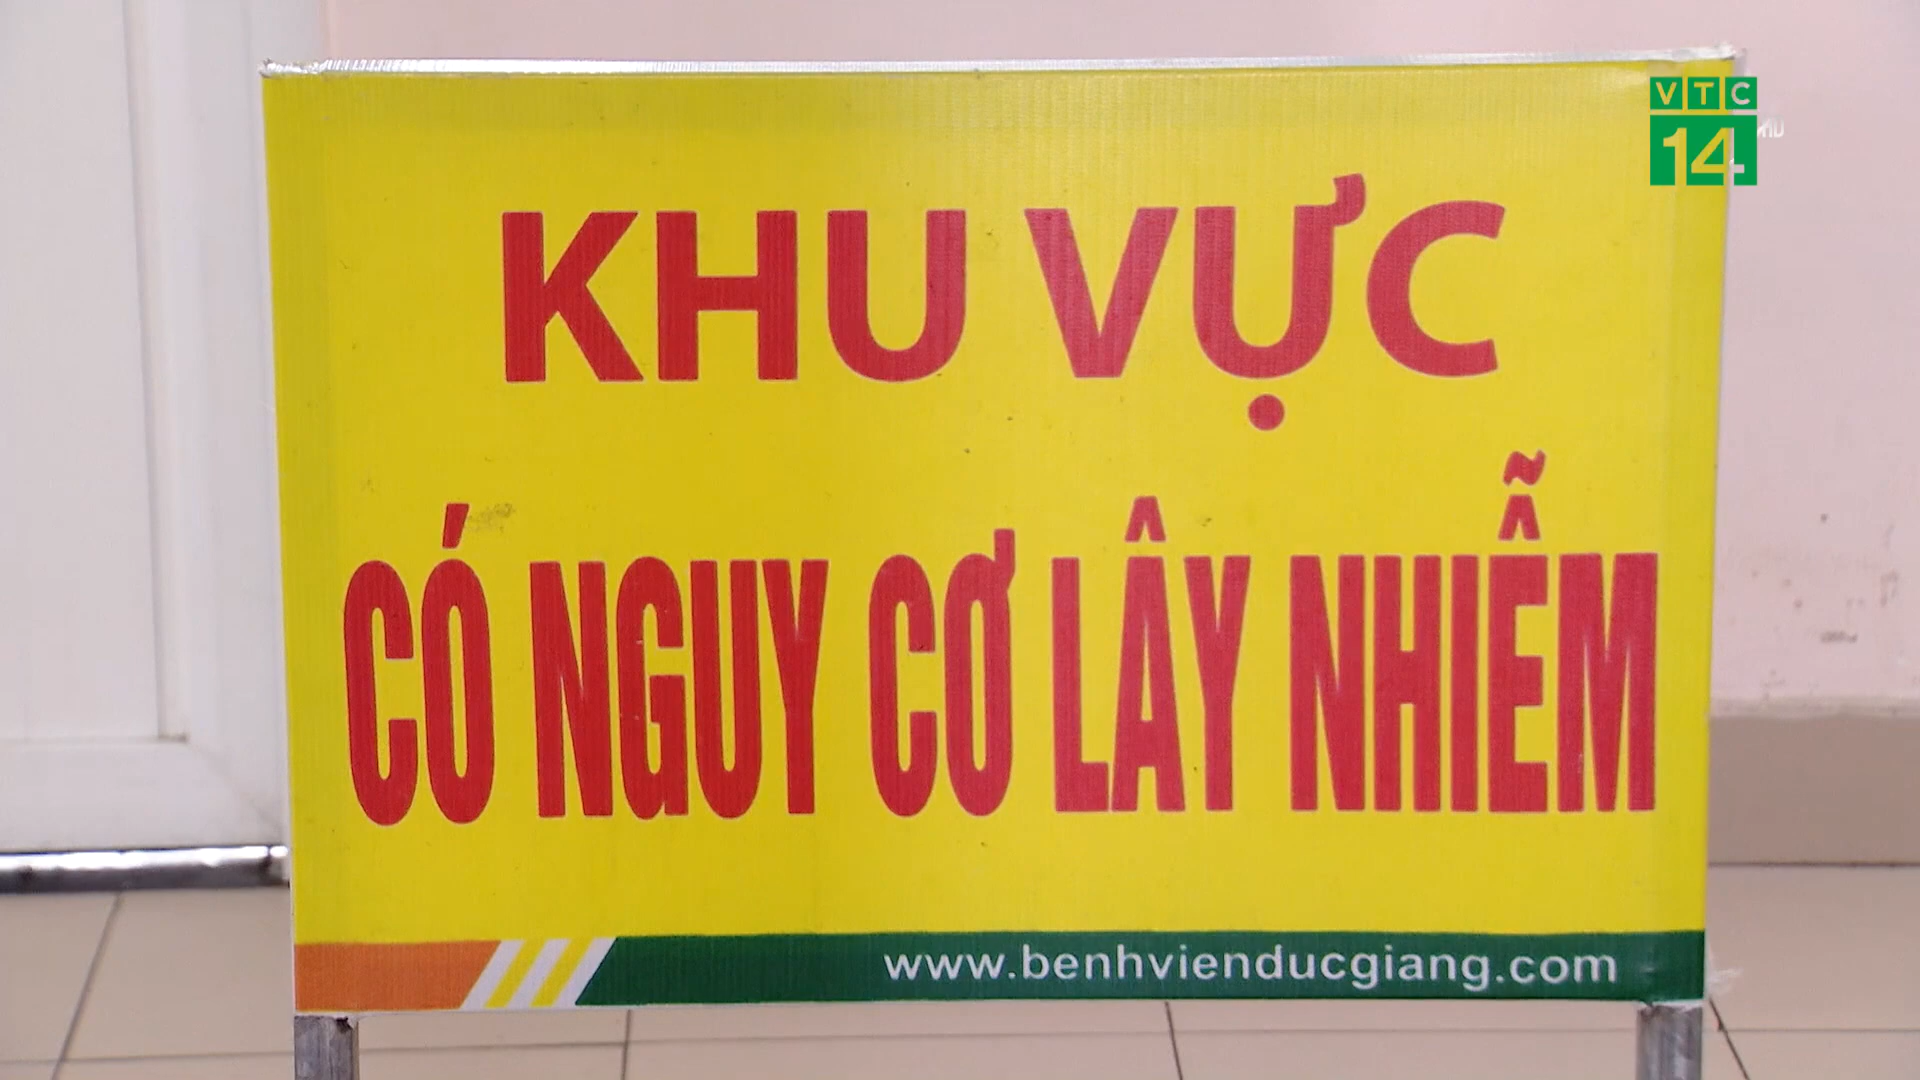 VTC
14
KHU VỰC
CÓ NGUY CƠ LÂY NHIỄM
www.benhvienducgiang.com